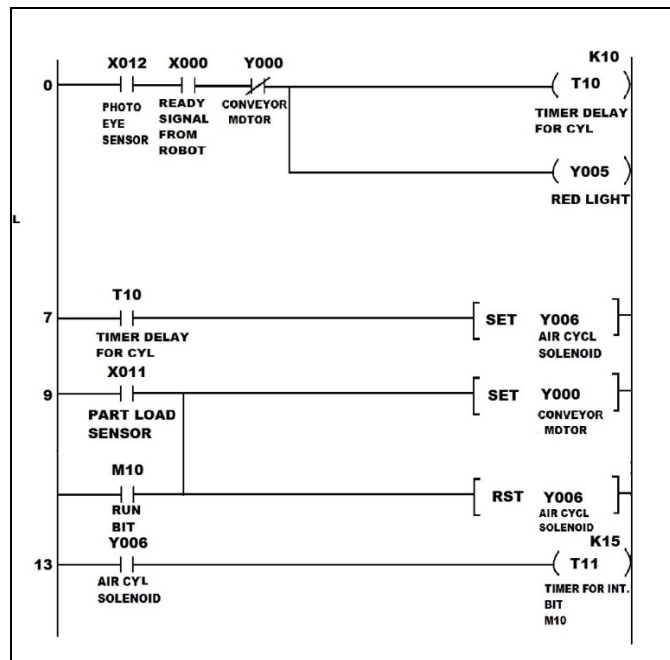 K10
X012 X000 Y000
0 T10
PHOTO EYE SENSOR
READY SIGNAL FROM ROBOT
CONVEYOR MDTOR
TIMER DELAY
FOR CYL
Y005
RED LIGHT
L
T10
7 SET Y006
TIMER DELAY
FOR CYL
AIR CYCL
SOLENOID
X011
9 SET Y000
PART LOAD
SENSOR
CONVEYOR
MDTOR
M10
RST Y006
RUN
BIT
AIR CYCL
SOLENOID
Y006 K15
13 T11
AIR CYL
SOLENOID
TIMER FOR INT.
BIT
M10